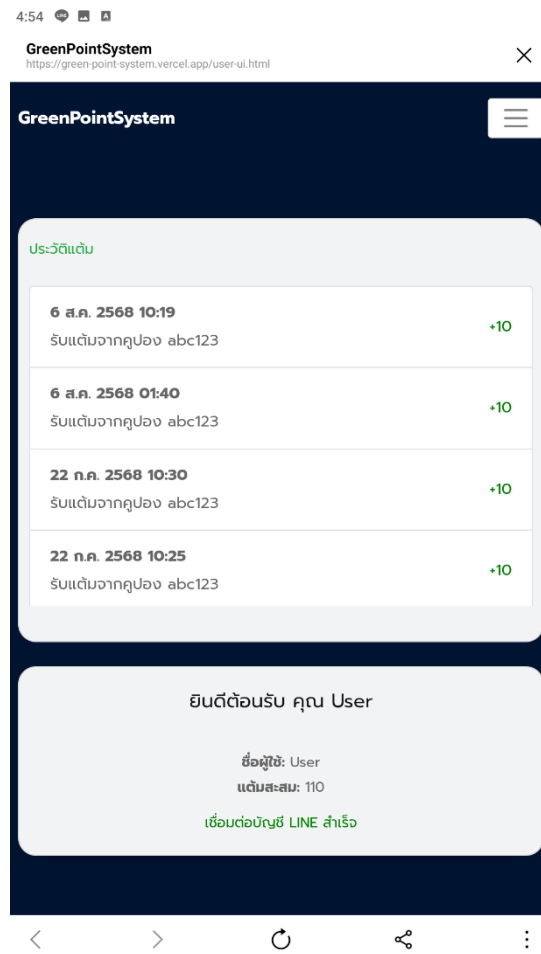 4:54
GreenPointSystem
https://green-point-system.vercel.app/user-ui.html
GreenPointSystem
ประวัติแต้ม
6 ส.ค. 2568 10:19
รับแต้มจากคูปอง abc123
+10
6 ส.ค. 2568 01:40
รับแต้มจากคูปอง abc123
+10
22 ก.ค. 2568 10:30
รับแต้มจากคูปอง abc123
+10
22 ก.ค. 2568 10:25
รับแต้มจากคูปอง abc123
+10
ยินดีต้อนรับ คุณ User
ชื่อผู้ใช้: User
แต้มสะสม: 110
เชื่อมต่อบัญชี LINE สำเร็จ